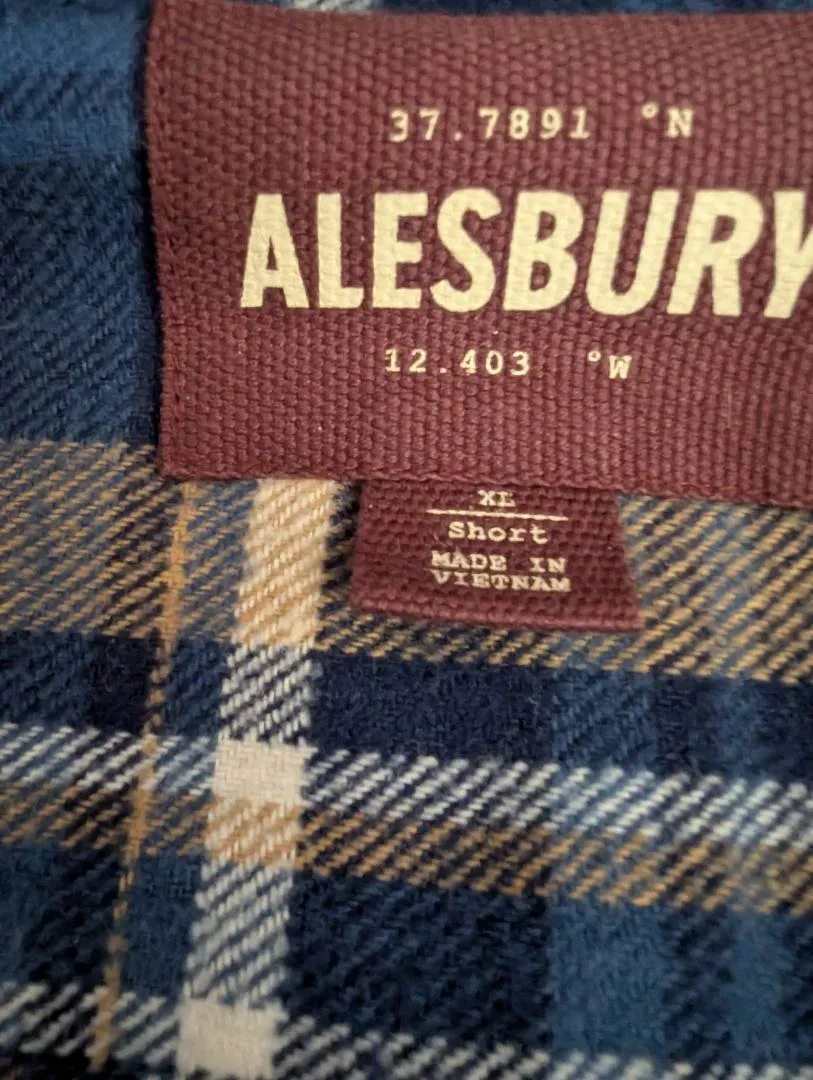 37.7891 °N
ALESBURY
12.403 °W
XL
Short
MADE IN
VIETNAM